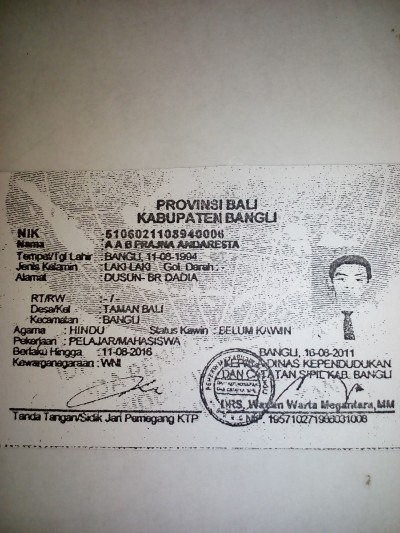 PROVINSI BALI
KABUPATEN BANGLI
NIK : 5106021108940006
Nama : A A B PRAJNA ANDARESTA
Tempat/Tgl Lahir : BANGLI, 11-08-1994
Jenis Kelamin : LAKI-LAKI Gol. Darah : -
Alamat : DUSUN- BR DADIA
RT/RW : - / -
Desa/Kel : TAMAN BALI
Kecamatan : BANGLI
Agama : HINDU Status Kawin : BELUM KAWIN
Pekerjaan : PELAJAR/MAHASISWA
Berlaku Hingga : 11-08-2016
Kewarganegaraan : WNI
BANGLI, 16-08-2011
KEPALA DINAS KEPENDUDUKAN
DAN CATATAN SIPIL KAB. BANGLI
DRS, Wayan Warta Megantara, MM
Tanda Tangan/Sidik Jari Pemegang KTP
NIP. 195710271986031008